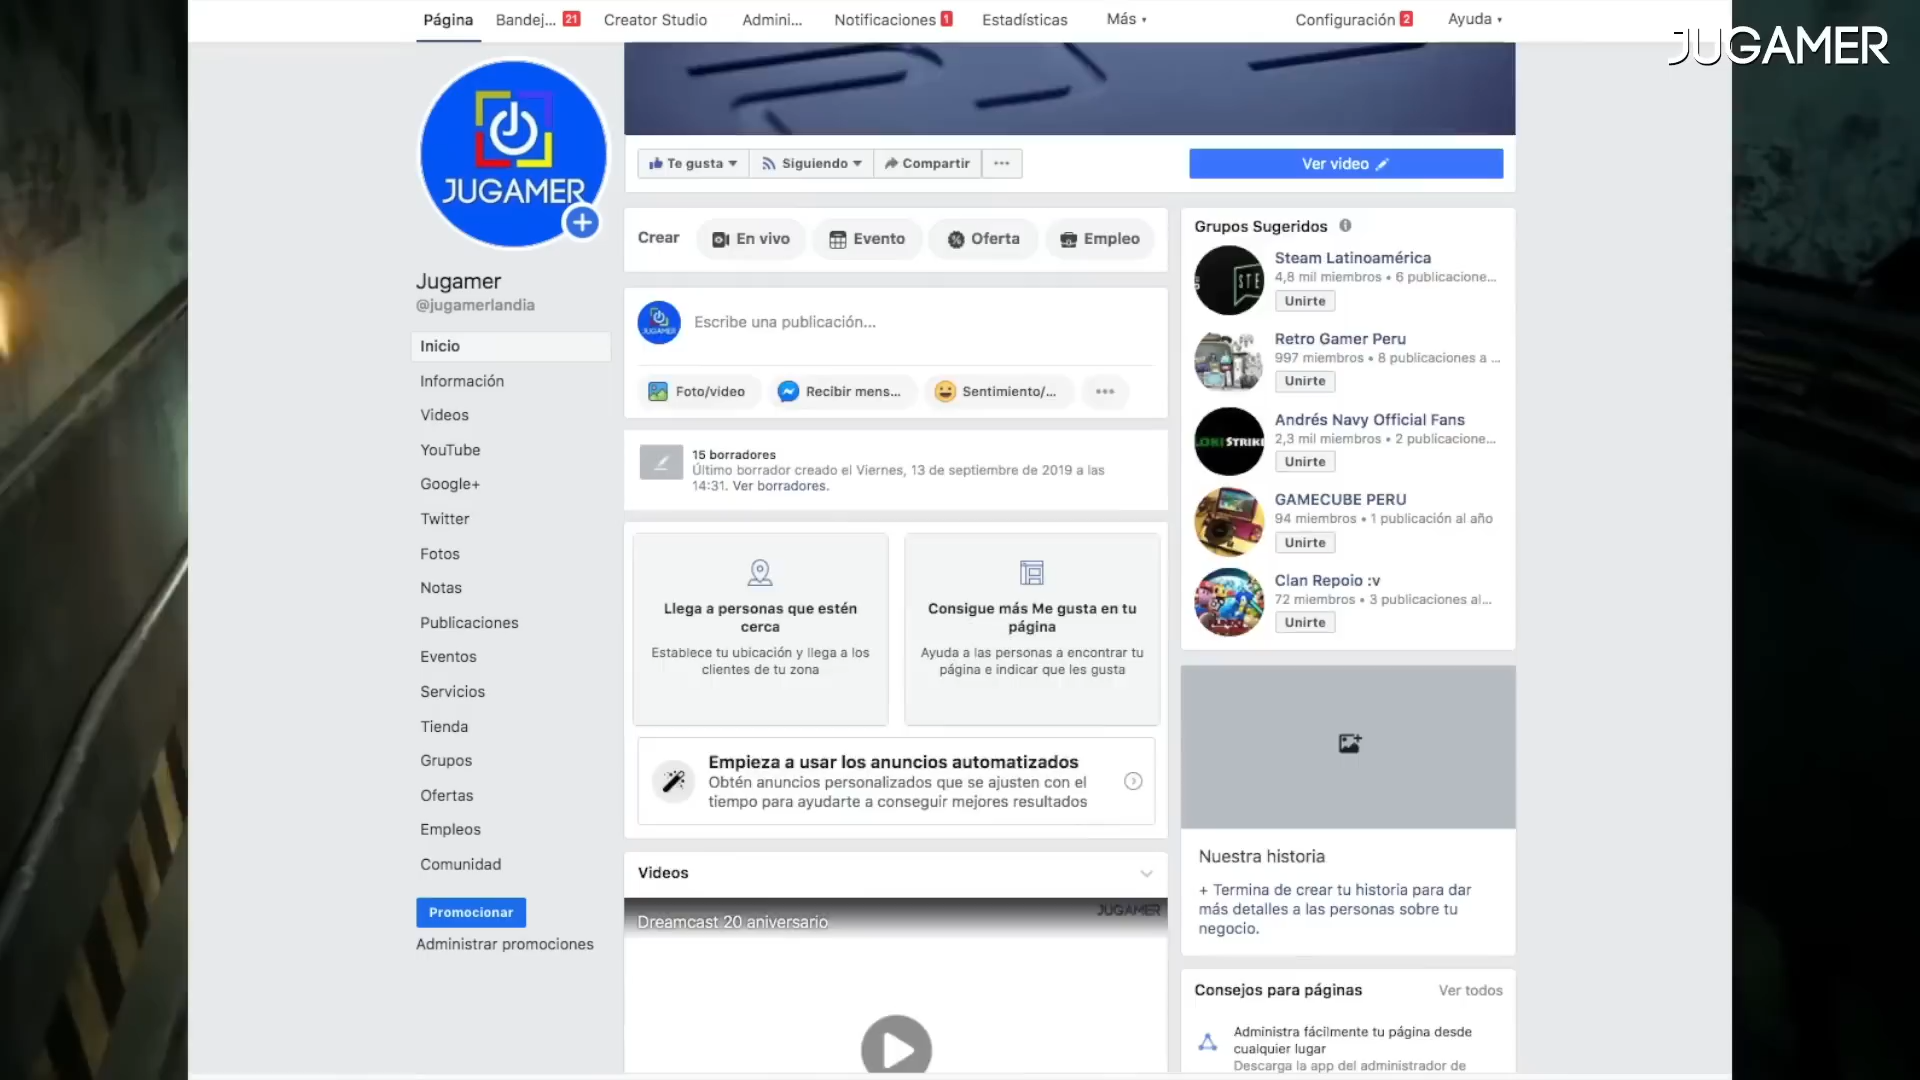 Página
Bandej... 21
Creator Studio
Admini...
Notificaciones 1
Estadísticas
Más
Configuración 2
Ayuda
JUGAMER
JUGAMER
Jugamer
@jugamerlandia
Inicio
Información
Videos
YouTube
Google+
Twitter
Fotos
Notas
Publicaciones
Eventos
Servicios
Tienda
Grupos
Ofertas
Empleos
Comunidad
Promocionar
Administrar promociones
Te gusta
Siguiendo
Compartir
...
Ver video
Crear
En vivo
Evento
Oferta
Empleo
JUGAMER
Escribe una publicación...
Foto/video
Recibir mens...
Sentimiento/...
...
15 borradores
Último borrador creado el Viernes, 13 de septiembre de 2019 a las
14:31. Ver borradores.
Llega a personas que estén
cerca
Establece tu ubicación y llega a los
clientes de tu zona
Consigue más Me gusta en tu
página
Ayuda a las personas a encontrar tu
página e indicar que les gusta
Empieza a usar los anuncios automatizados
Obtén anuncios personalizados que se ajusten con el
tiempo para ayudarte a conseguir mejores resultados
Videos
Dreamcast 20 aniversario
JUGAMER
Grupos Sugeridos
Steam Latinoamérica
4,8 mil miembros • 6 publicacione...
Unirte
Retro Gamer Peru
997 miembros • 8 publicaciones a ...
Unirte
Andrés Navy Official Fans
2,3 mil miembros • 2 publicacione...
Unirte
GAMECUBE PERU
94 miembros • 1 publicación al año
Unirte
Clan Repoio :v
72 miembros • 3 publicaciones al...
Unirte
Nuestra historia
+ Termina de crear tu historia para dar
más detalles a las personas sobre tu
negocio.
Consejos para páginas
Ver todos
Administra fácilmente tu página desde
cualquier lugar
Descarga la app del administrador de